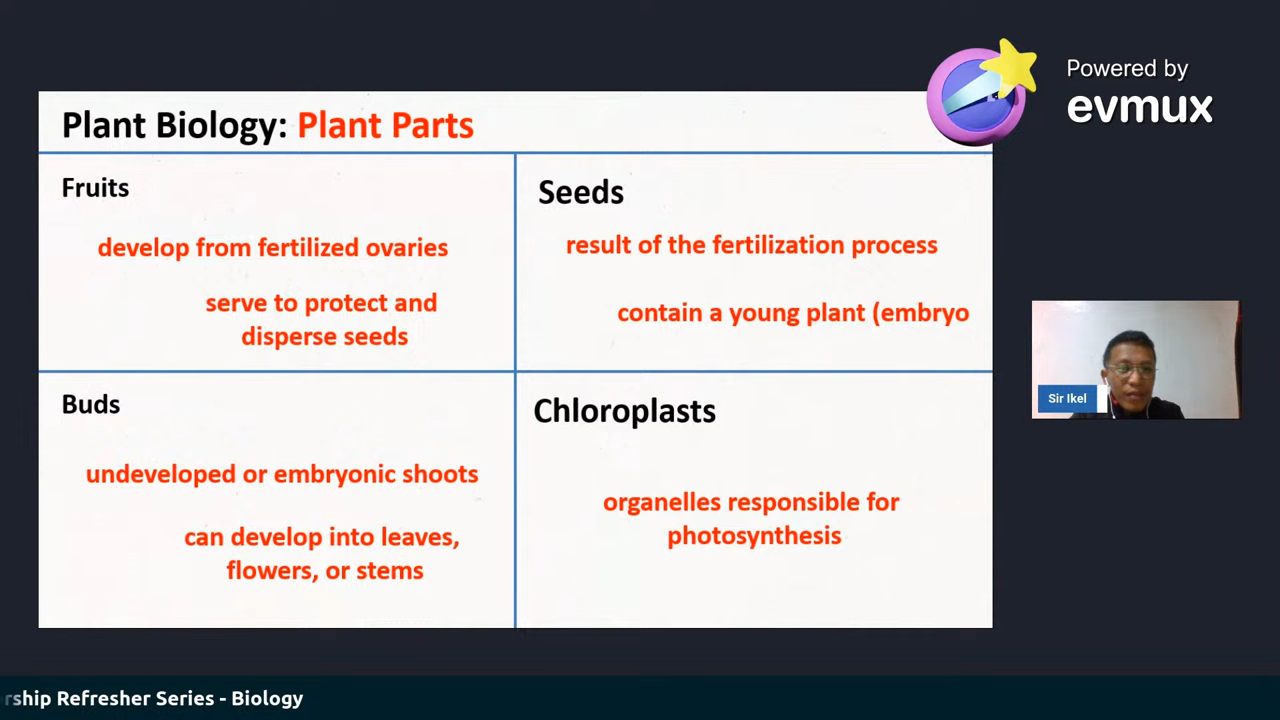 Powered by
evmux
Plant Biology: Plant Parts
Fruits
develop from fertilized ovaries
serve to protect and
disperse seeds
Seeds
result of the fertilization process
contain a young plant (embryo
Buds
undeveloped or embryonic shoots
can develop into leaves,
flowers, or stems
Chloroplasts
organelles responsible for
photosynthesis
Sir Ikel
rship Refresher Series - Biology